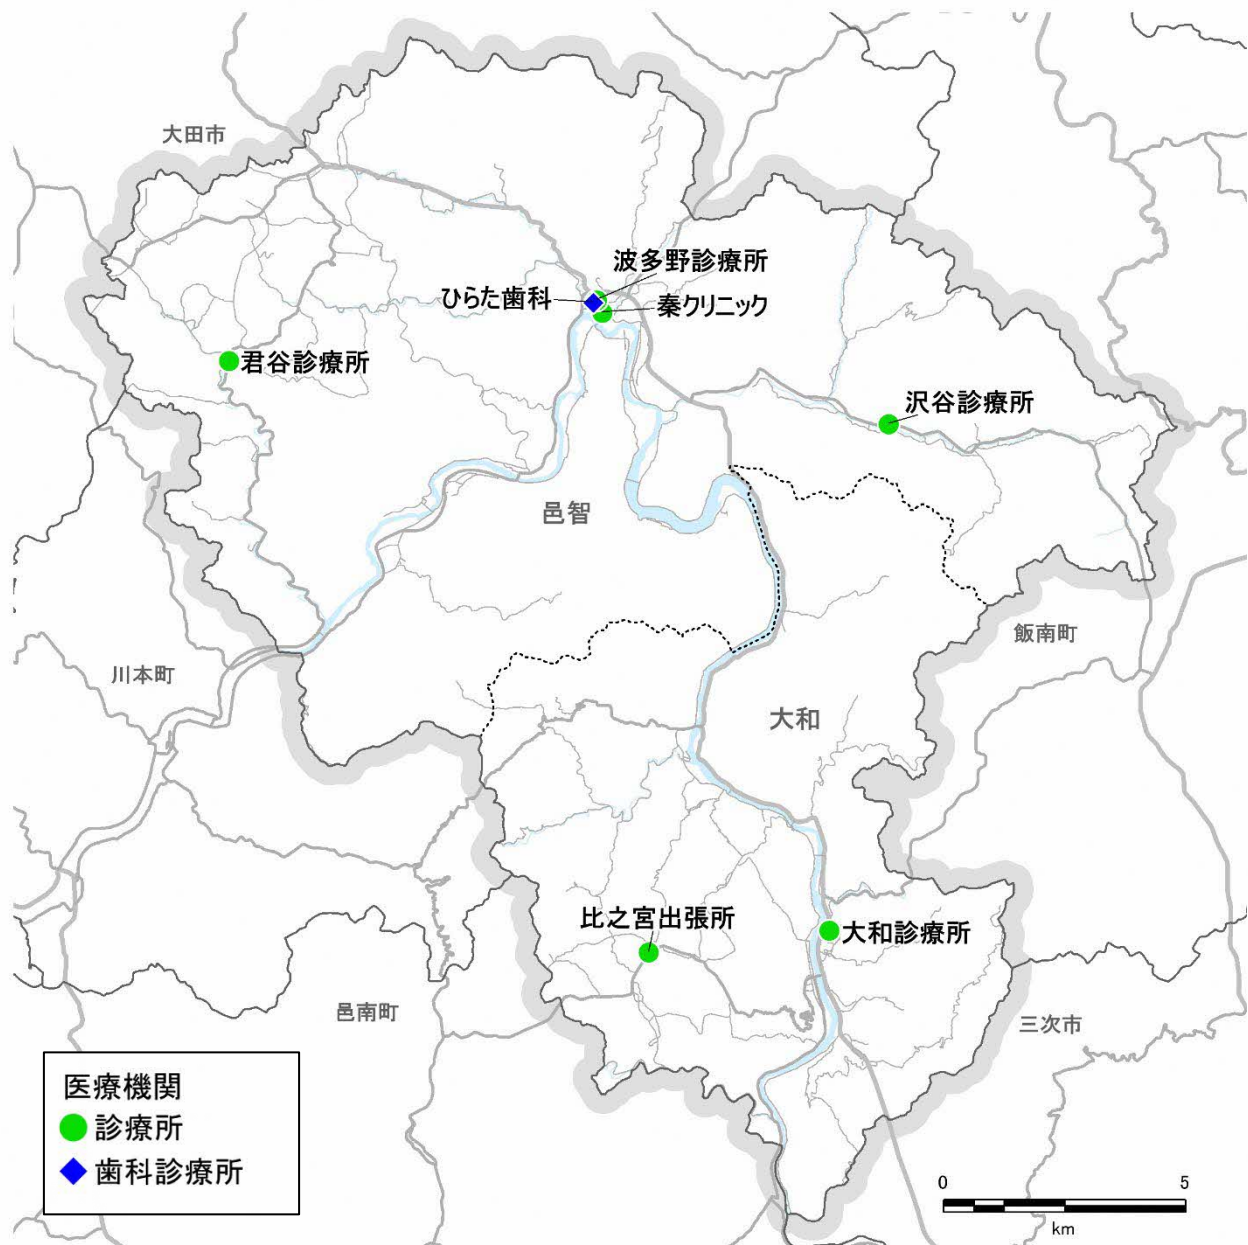 大田市
波多野診療所
ひらた歯科
秦クリニック
君谷診療所
沢谷診療所
邑智
飯南町
川本町
大和
比之宮出張所
大和診療所
邑南町
三次市
医療機関
診療所
歯科診療所
0 5
km